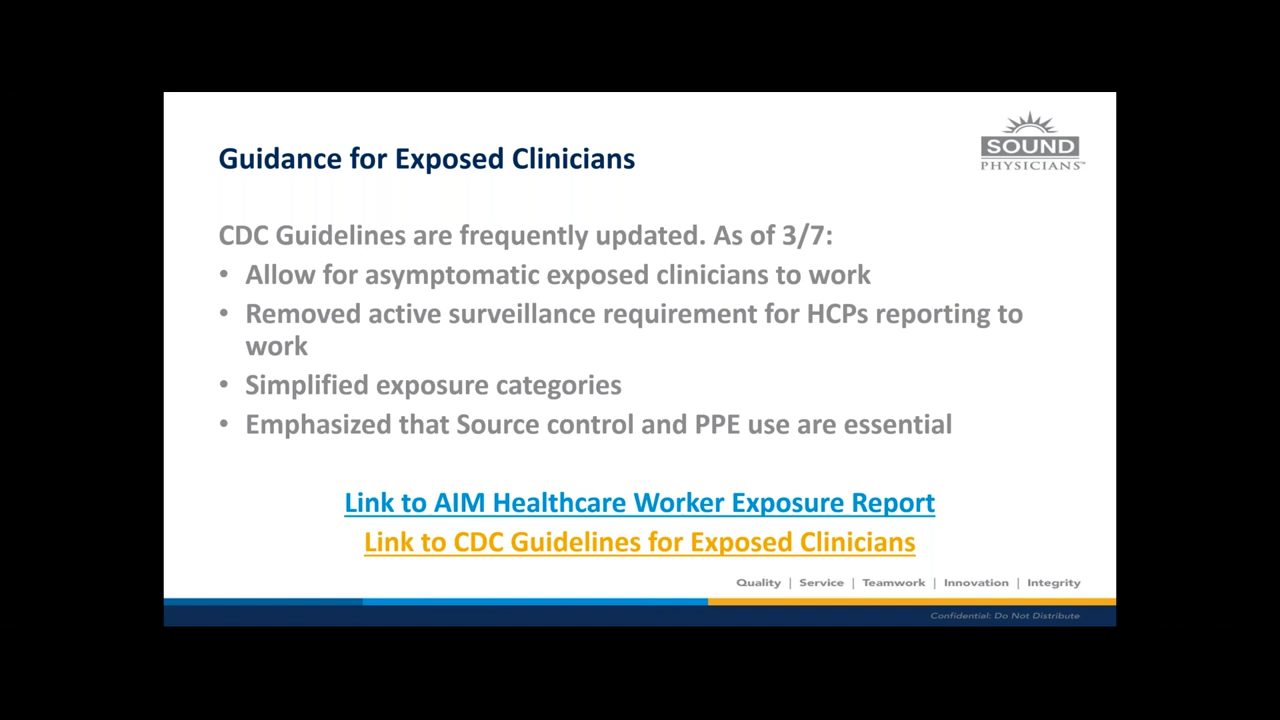 SOUND
PHYSICIANS™
Guidance for Exposed Clinicians
CDC Guidelines are frequently updated. As of 3/7:
• Allow for asymptomatic exposed clinicians to work
• Removed active surveillance requirement for HCPs reporting to
work
• Simplified exposure categories
• Emphasized that Source control and PPE use are essential
Link to AIM Healthcare Worker Exposure Report
Link to CDC Guidelines for Exposed Clinicians
Quality | Service | Teamwork | Innovation | Integrity
Confidential: Do Not Distribute